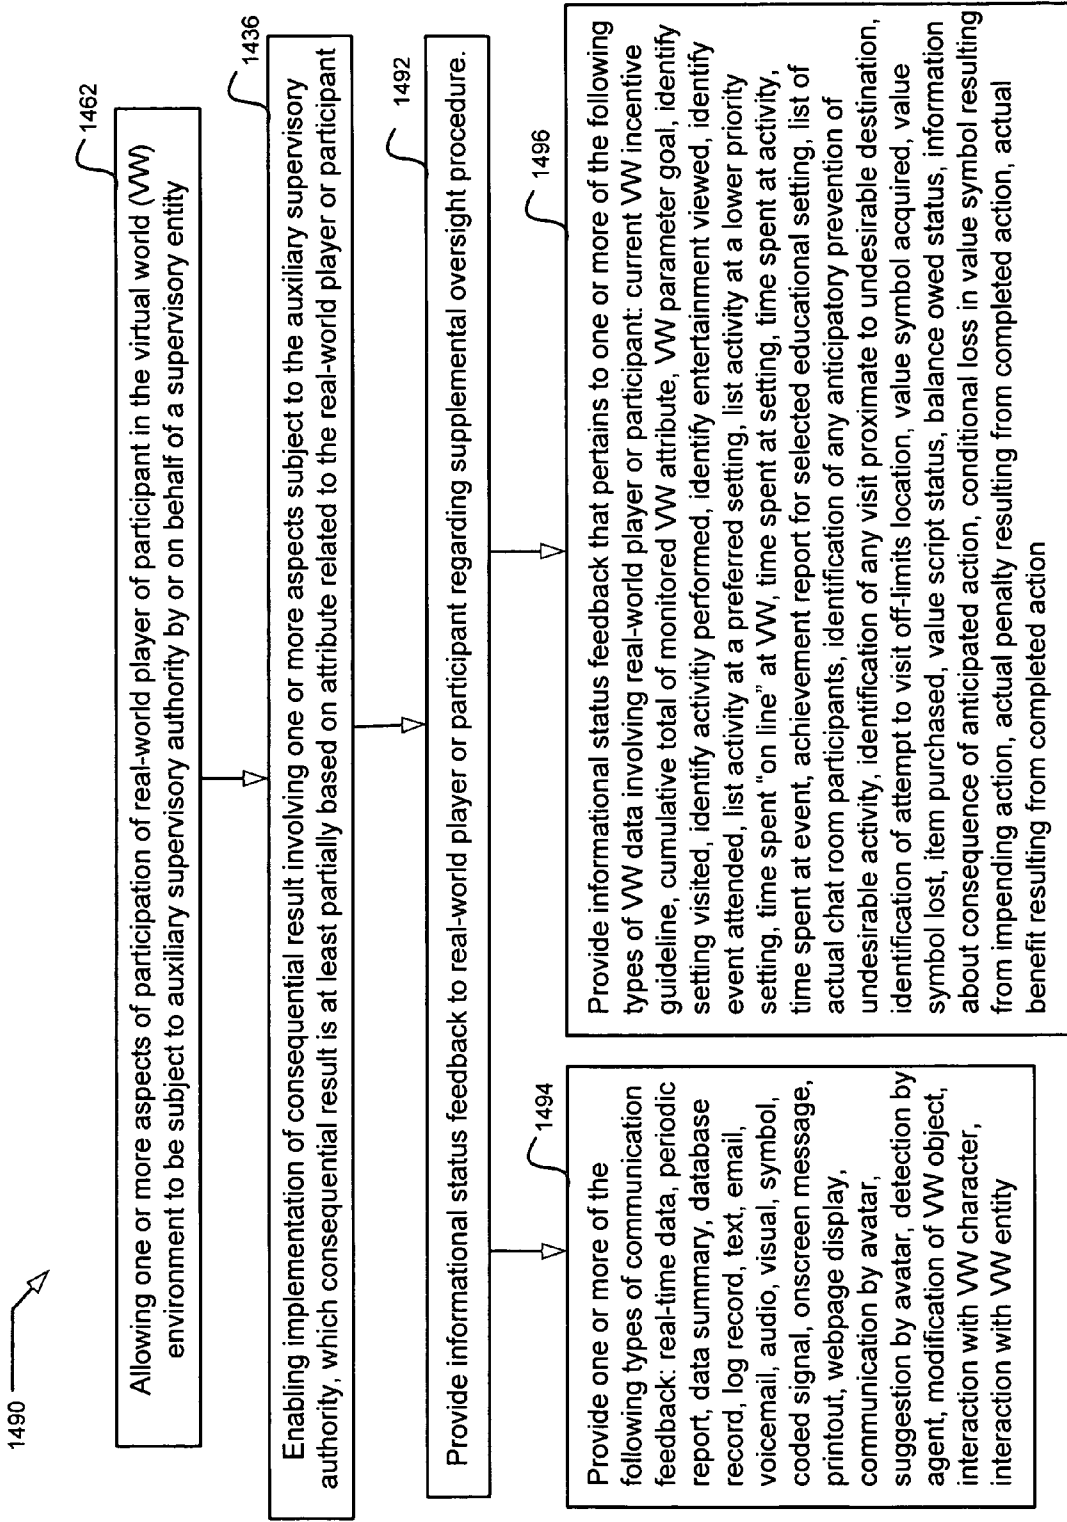 1490
1462
Allowing one or more aspects of participation of real-world player of participant in the virtual world (VW)
environment to be subject to auxiliary supervisory authority by or on behalf of a supervisory entity
1436
Enabling implementation of consequential result involving one or more aspects subject to the auxiliary supervisory
authority, which consequential result is at least partially based on attribute related to the real-world player or participant
1492
Provide informational status feedback to real-world player or participant regarding supplemental oversight procedure.
1494
Provide one or more of the
following types of communication
feedback: real-time data, periodic
report, data summary, database
record, log record, text, email,
voicemail, audio, visual, symbol,
coded signal, onscreen message,
printout, webpage display,
communication by avatar,
suggestion by avatar, detection by
agent, modification of VW object,
interaction with VW character,
interaction with VW entity
1496
Provide informational status feedback that pertains to one or more of the following
types of VW data involving real-world player or participant: current VW incentive
guideline, cumulative total of monitored VW attribute, VW parameter goal, identify
setting visited, identify activitiy performed, identify entertainment viewed, identify
event attended, list activity at a preferred setting, list activity at a lower priority
setting, time spent "on line" at VW, time spent at setting, time spent at activity,
time spent at event, achievement report for selected educational setting, list of
actual chat room participants, identification of any anticipatory prevention of
undesirable activity, identification of any visit proximate to undesirable destination,
identification of attempt to visit off-limits location, value symbol acquired, value
symbol lost, item purchased, value script status, balance owed status, information
about consequence of anticipated action, conditional loss in value symbol resulting
from impending action, actual penalty resulting from completed action, actual
benefit resulting from completed action